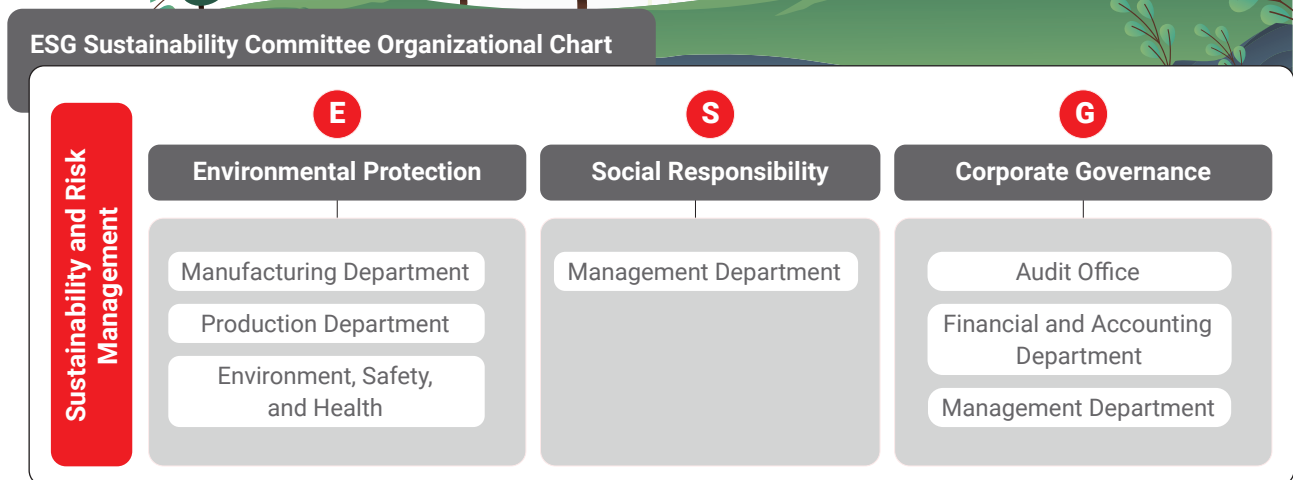 ESG Sustainability Committee Organizational Chart
Sustainability and Risk
Management
E
Environmental Protection
Manufacturing Department
Production Department
Environment, Safety,
and Health
S
Social Responsibility
Management Department
G
Corporate Governance
Audit Office
Financial and Accounting
Department
Management Department